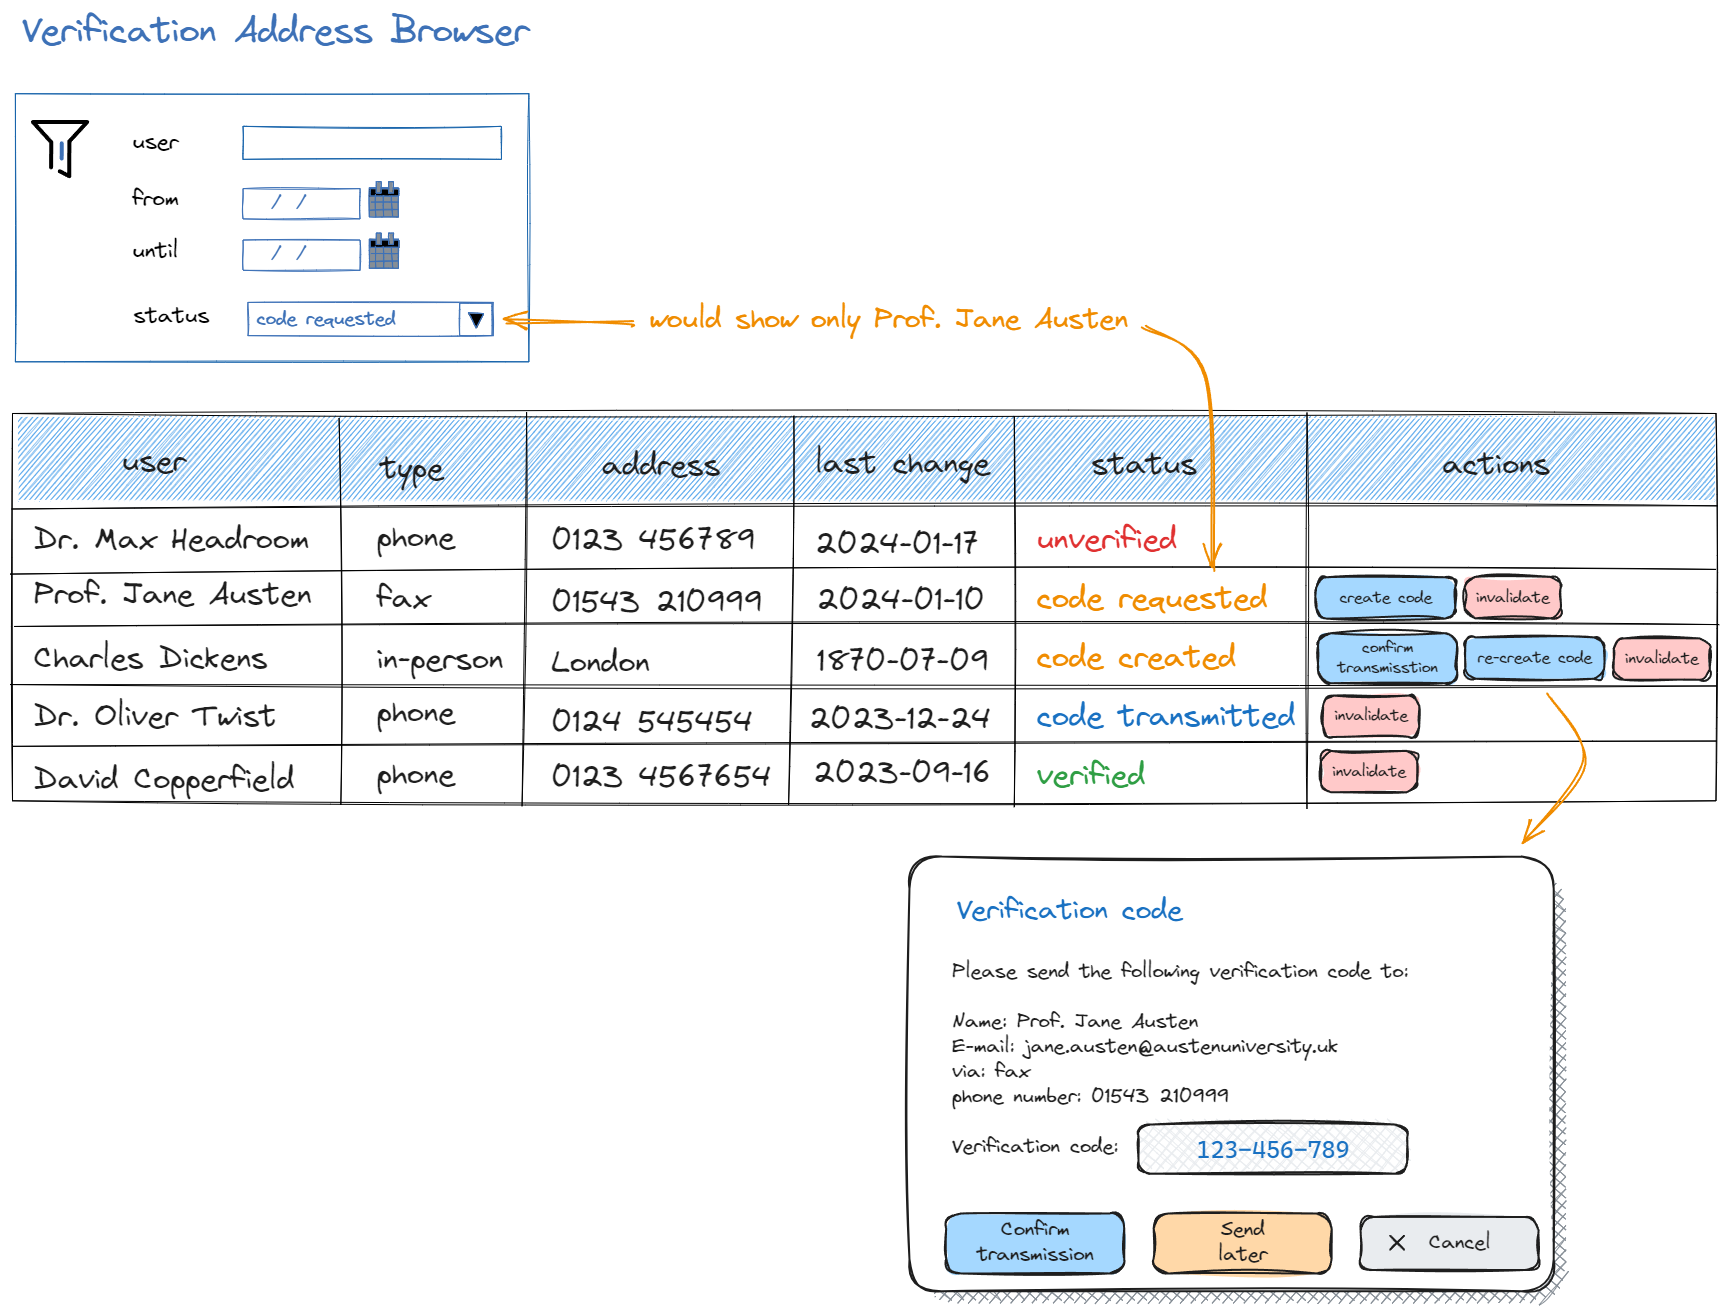 Verification Address Browser
user
from / /
until / /
status code requested
would show only Prof. Jane Austen
user type address last change status actions
Dr. Max Headroom phone 0123 456789 2024-01-17 unverified
Prof. Jane Austen fax 01543 210999 2024-01-10 code requested create code invalidate
Charles Dickens in-person London 1870-07-09 code created confirm transmisstion re-create code invalidate
Dr. Oliver Twist phone 0124 545454 2023-12-24 code transmitted invalidate
David Copperfield phone 0123 4567654 2023-09-16 verified invalidate
Verification code
Please send the following verification code to:
Name: Prof. Jane Austen
E-mail: jane.austen@austenuniversity.uk
via: fax
phone number: 01543 210999
Verification code: 123-456-789
Confirm transmission
Send later
X Cancel